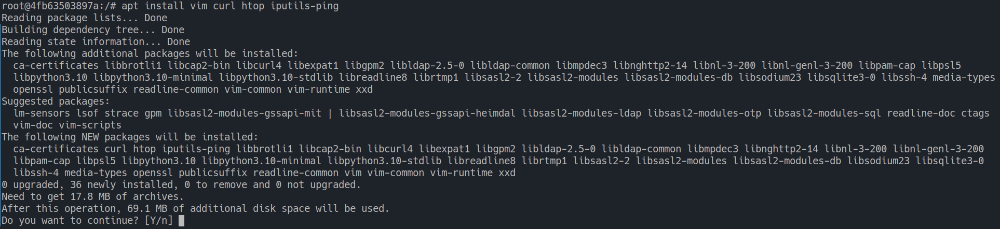 root@4fb63503897a:/# apt install vim curl htop iputils-ping
Reading package lists... Done
Building dependency tree... Done
Reading state information... Done
The following additional packages will be installed:
  ca-certificates libbrotli1 libcap2-bin libcurl4 libexpat1 libgpm2 libldap-2.5-0 libldap-common libmpdec3 libnghttp2-14 libnl-3-200 libnl-genl-3-200 libpam-cap libpsl5
  libpython3.10 libpython3.10-minimal libpython3.10-stdlib libreadline8 librtmp1 libsasl2-2 libsasl2-modules libsasl2-modules-db libsodium23 libsqlite3-0 libssh-4 media-types
  openssl publicsuffix readline-common vim-common vim-runtime xxd
Suggested packages:
  lm-sensors lsof strace gpm libsasl2-modules-gssapi-mit | libsasl2-modules-gssapi-heimdal libsasl2-modules-ldap libsasl2-modules-otp libsasl2-modules-sql readline-doc ctags
  vim-doc vim-scripts
The following NEW packages will be installed:
  ca-certificates curl htop iputils-ping libbrotli1 libcap2-bin libcurl4 libexpat1 libgpm2 libldap-2.5-0 libldap-common libmpdec3 libnghttp2-14 libnl-3-200 libnl-genl-3-200
  libpam-cap libpsl5 libpython3.10 libpython3.10-minimal libpython3.10-stdlib libreadline8 librtmp1 libsasl2-2 libsasl2-modules libsasl2-modules-db libsodium23 libsqlite3-0
  libssh-4 media-types openssl publicsuffix readline-common vim vim-common vim-runtime xxd
0 upgraded, 36 newly installed, 0 to remove and 0 not upgraded.
Need to get 17.8 MB of archives.
After this operation, 69.1 MB of additional disk space will be used.
Do you want to continue? [Y/n]